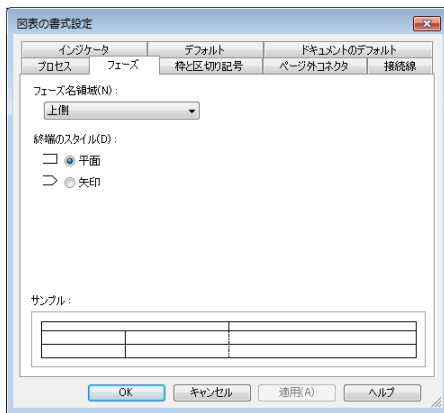 図表の書式設定
インジケータ デフォルト ドキュメントのデフォルト
プロセス フェーズ 枠と区切り記号 ページ外コネクタ 接続線
フェーズ名領域(N):
上側
終端のスタイル(D):
平面
矢印
サンプル:
OK キャンセル 適用(A) ヘルプ